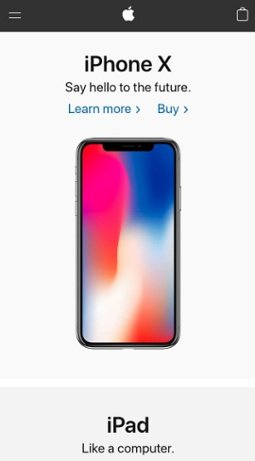 iPhone X
Say hello to the future.
Learn more > Buy >
iPad
Like a computer.